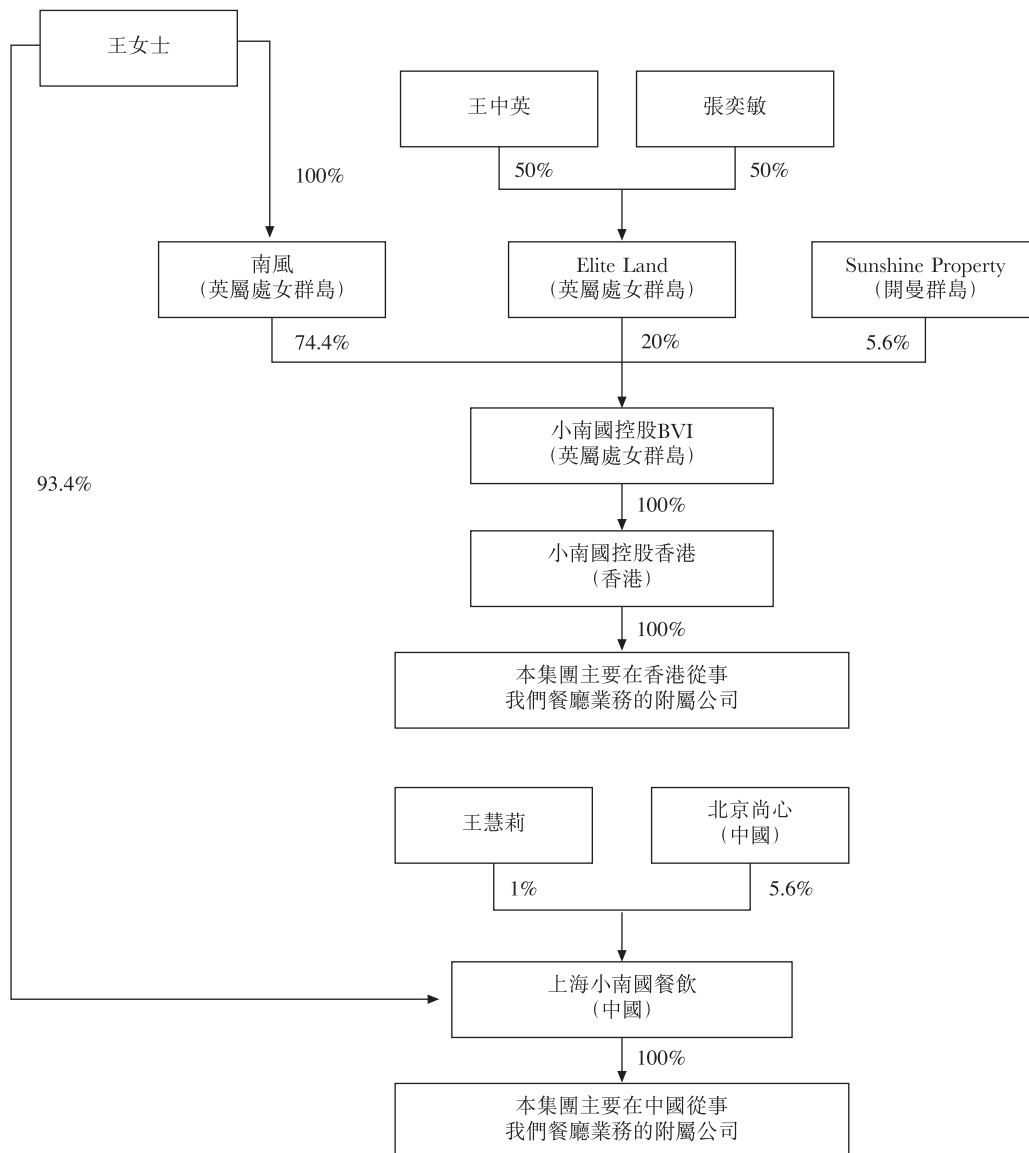 王女士
王中英
張奕敏
100%
50%
50%
南風
（英屬處女群島）
Elite Land
（英屬處女群島）
Sunshine Property
（開曼群島）
74.4%
20%
5.6%
小南國控股BVI
（英屬處女群島）
93.4%
100%
小南國控股香港
（香港）
100%
本集團主要在香港從事
我們餐廳業務的附屬公司
王慧莉
北京尚心
（中國）
1%
5.6%
上海小南國餐飲
（中國）
100%
本集團主要在中國從事
我們餐廳業務的附屬公司